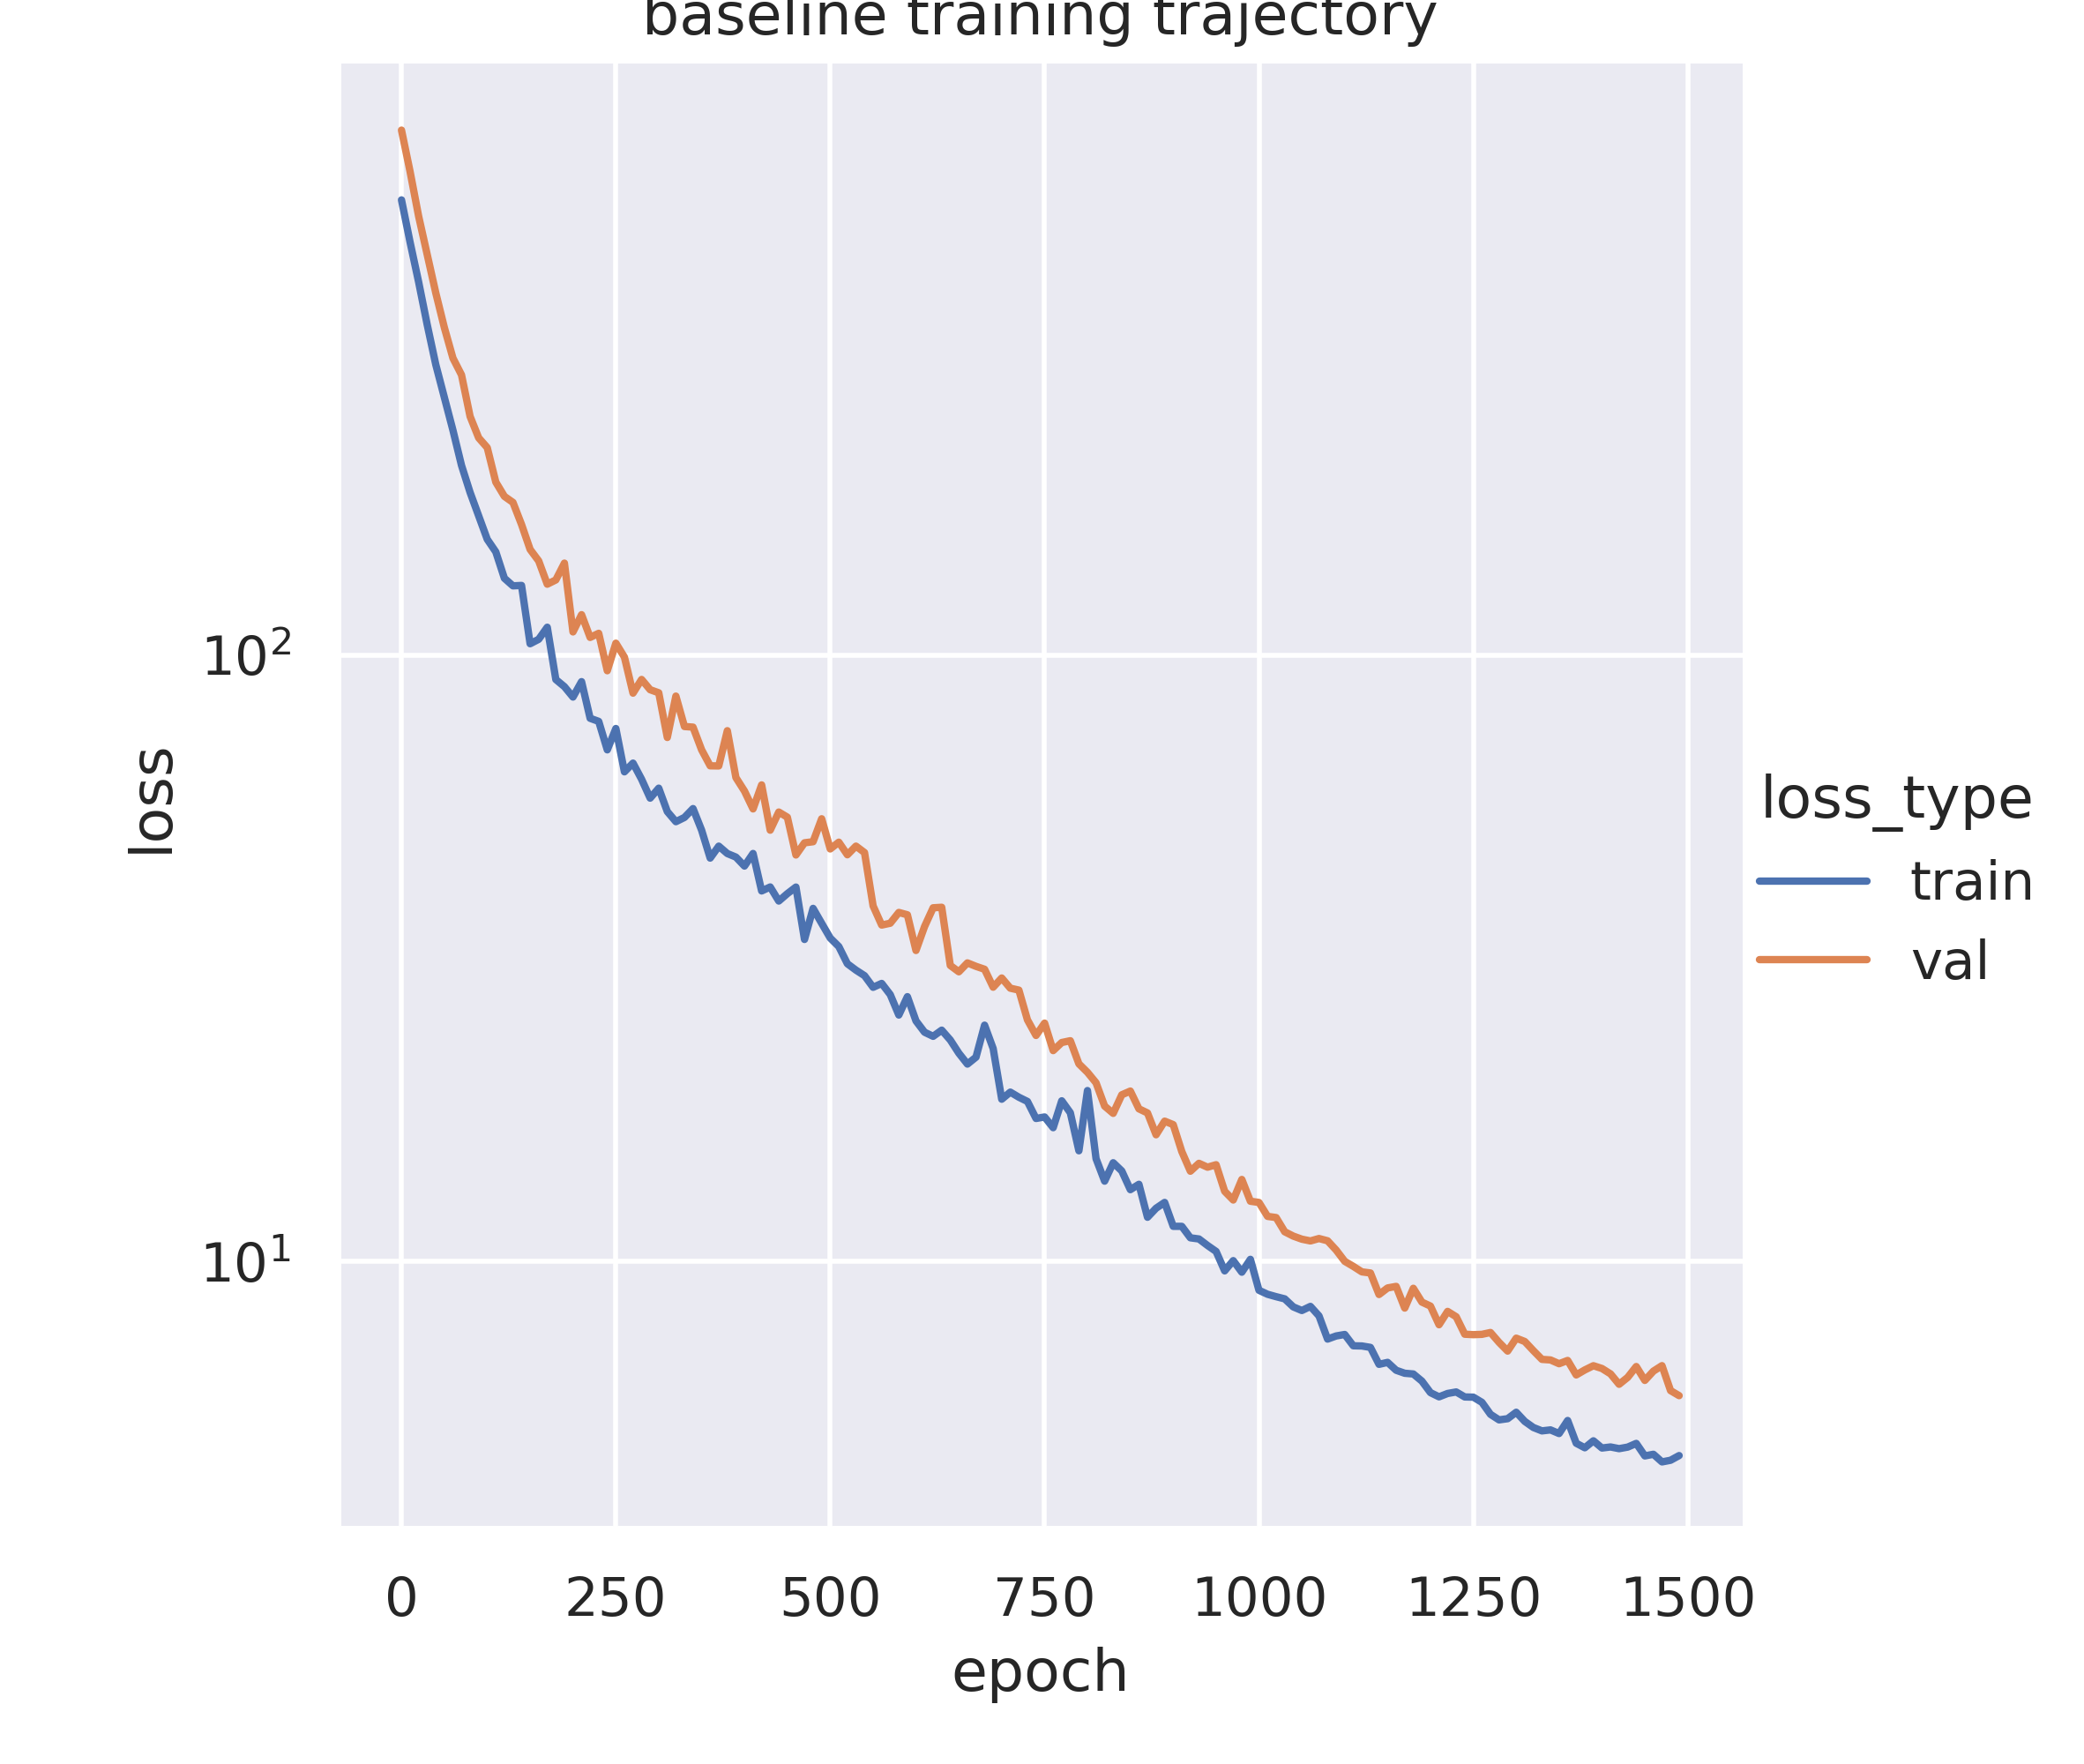 baseline training trajectory
10²
10¹
loss
0 250 500 750 1000 1250 1500
epoch
loss_type
train
val